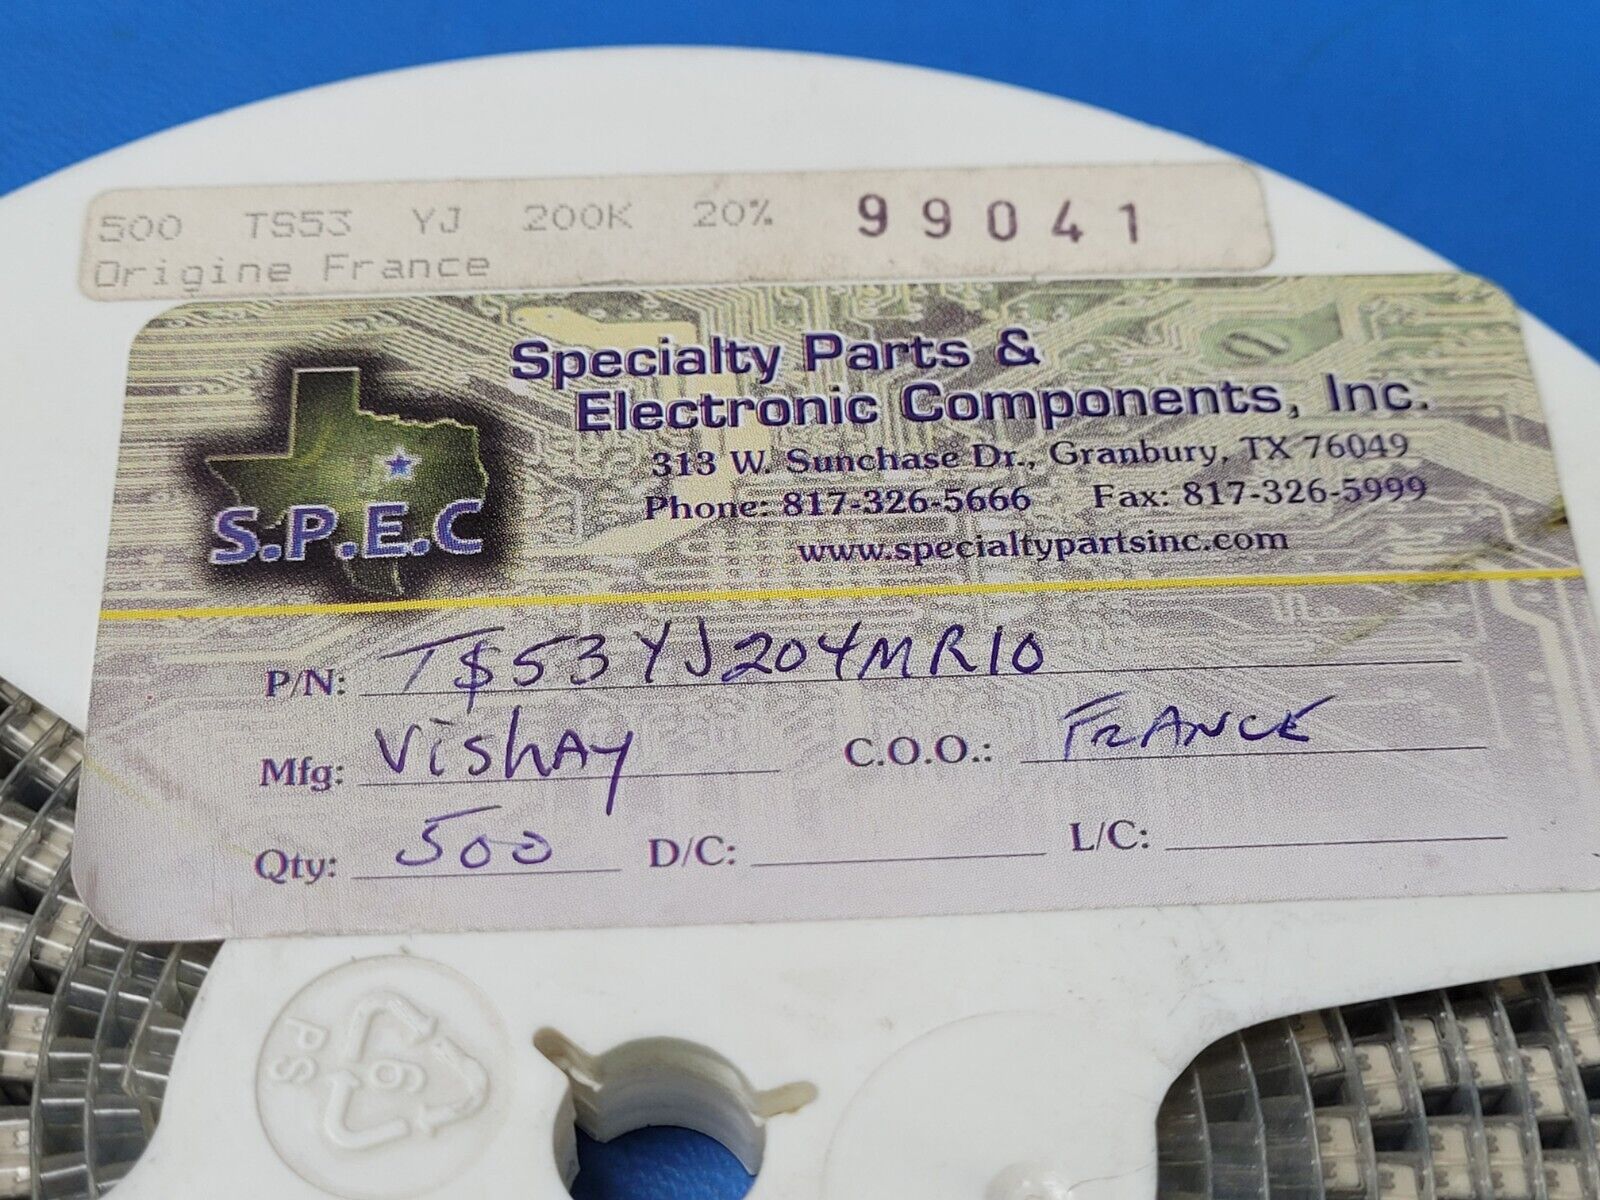 500 TS53 YJ 200K 20% 99041
Origine France
Specialty Parts &
Electronic Components, Inc.
313 W. Sunchase Dr., Granbury, TX 76049
Phone: 817-326-5666 Fax: 817-326-5999
www.specialtypartsinc.com
S.P.E.C
P/N: TS53YJ204MR10
Mfg: Vishay C.O.O.: FRANCE
Qty: 500 D/C: L/C:
6
PS